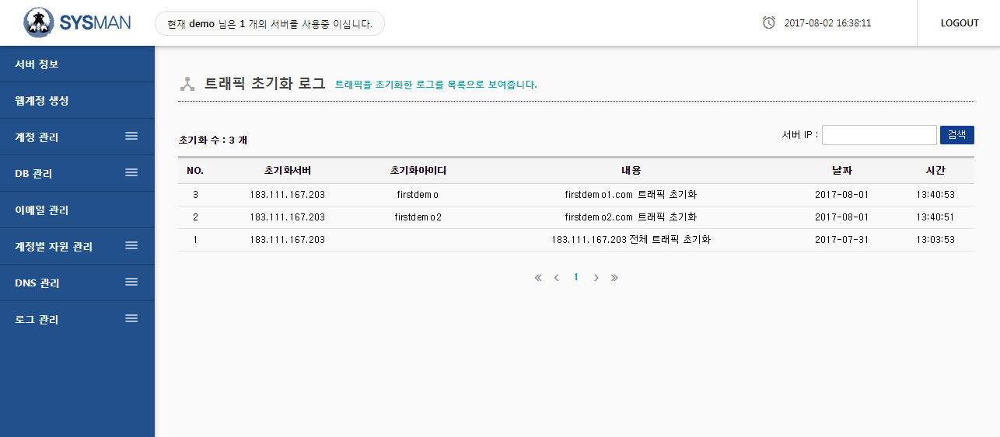 SYSMAN 현재 demo 님은 1 개의 서버를 사용중 이십니다. 2017-08-02 16:38:11 LOGOUT
서버 정보
웹계정 생성
계정 관리
DB 관리
이메일 관리
계정별 자원 관리
DNS 관리
로그 관리
트래픽 초기화 로그 트래픽을 초기화한 로그를 목록으로 보여줍니다.
초기화 수 : 3 개 서버 IP : 검색
NO. 초기화서버 초기화아이디 내용 날짜 시간
3 183.111.167.203 firstdemo firstdemo1.com 트래픽 초기화 2017-08-01 13:40:53
2 183.111.167.203 firstdemo2 firstdemo2.com 트래픽 초기화 2017-08-01 13:40:51
1 183.111.167.203 183.111.167.203 전체 트래픽 초기화 2017-07-31 13:03:53
« ‹ 1 › »